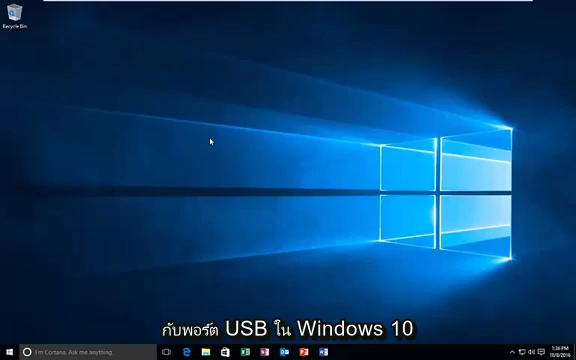 Recycle Bin
กับพอร์ต USB ใน Windows 10
I'm Cortana. Ask me anything.
1:36 PM
10/8/2016